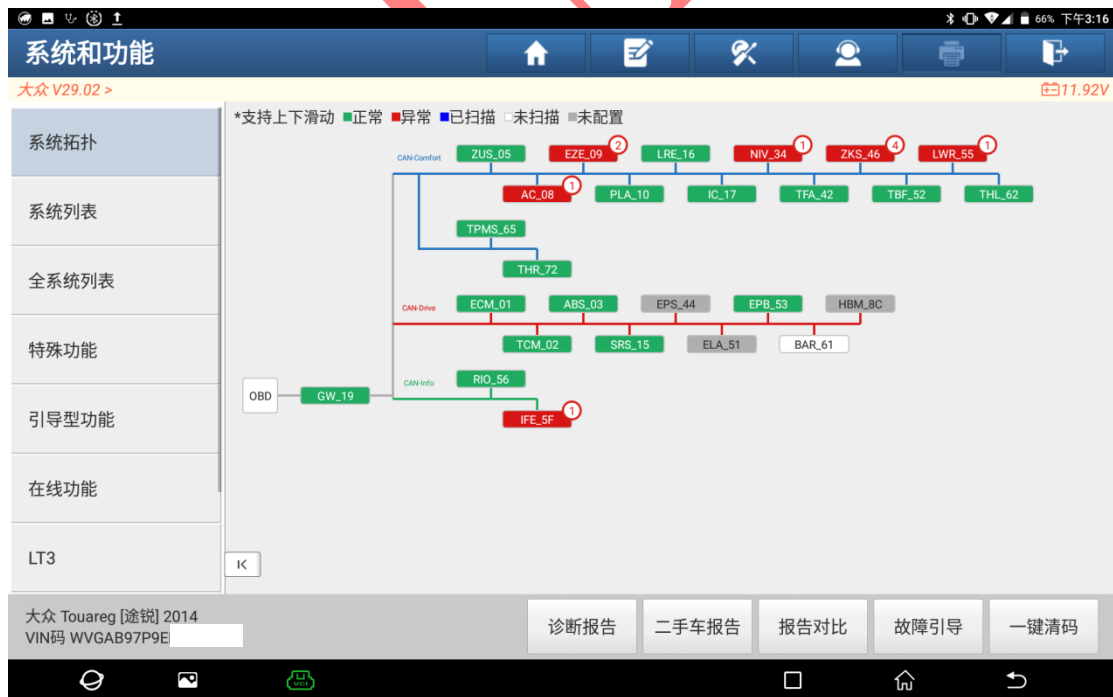 66% 下午3:16
系统和功能
大众 V29.02 >
11.92V
系统拓扑
系统列表
全系统列表
特殊功能
引导型功能
在线功能
LT3
*支持上下滑动 正常 异常 已扫描 未扫描 未配置
CAN-Comfort ZUS_05 EZE_09 2 LRE_16 NIV_34 1 ZKS_46 4 LWR_55 1
AC_08 1 PLA_10 IC_17 TFA_42 TBF_52 THL_62
TPMS_65
THR_72
CAN-Drive ECM_01 ABS_03 EPS_44 EPB_53 HBM_8C
TCM_02 SRS_15 ELA_51 BAR_61
CAN-Info RIO_56
OBD GW_19
IFE_5F 1
大众 Touareg [途锐] 2014
VIN码 WVGAB97P9E
诊断报告 二手车报告 报告对比 故障引导 一键清码
VCI